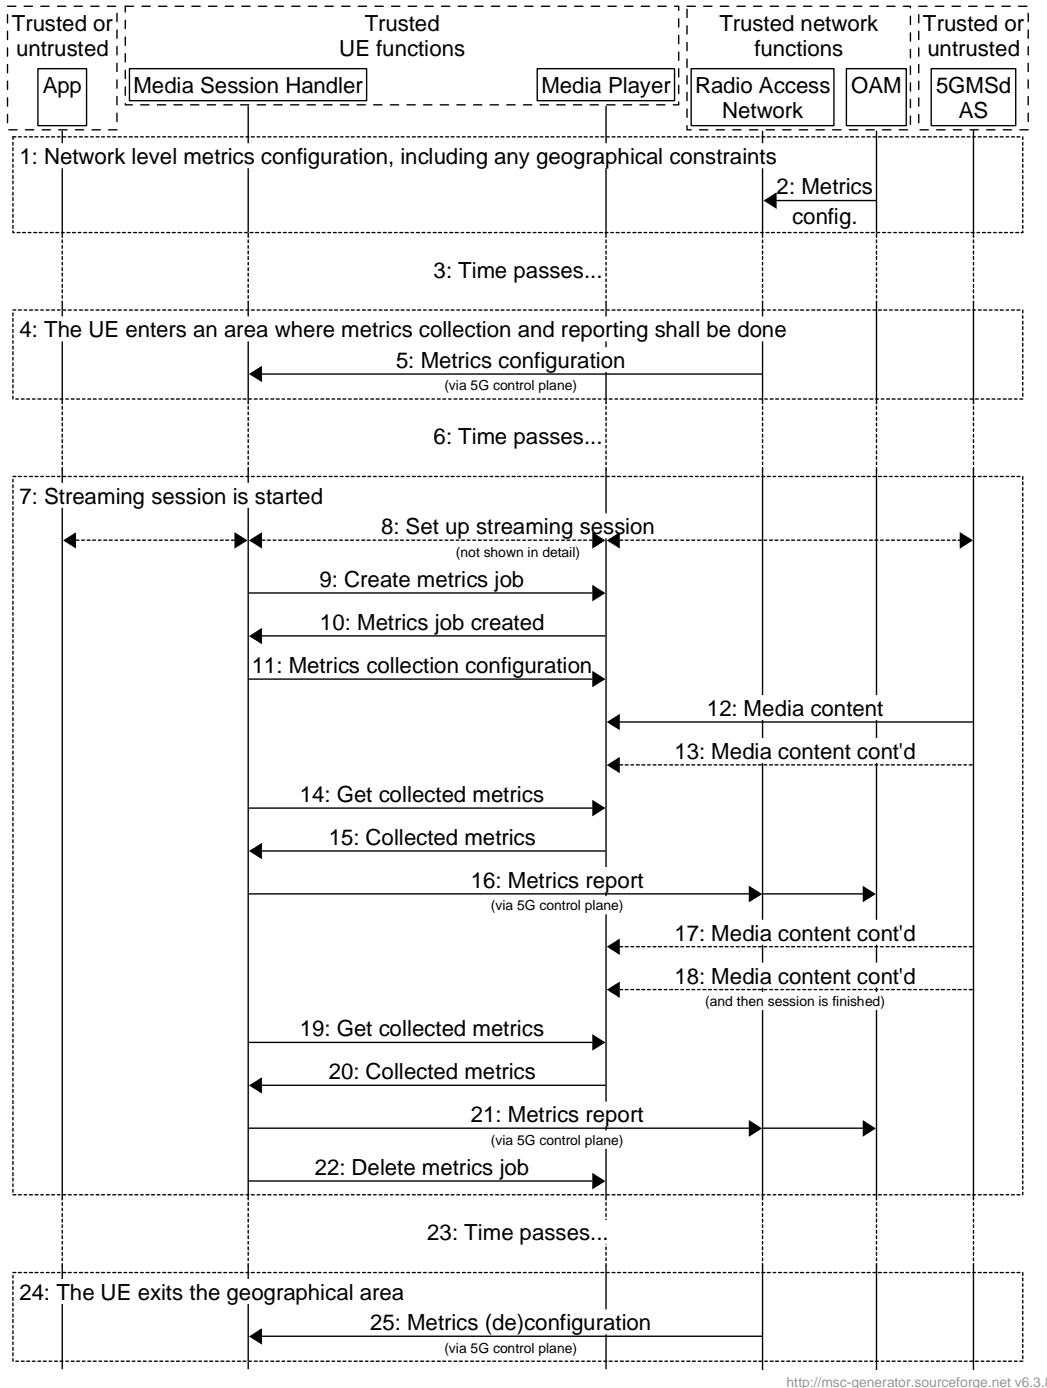 Trusted or
untrusted
Trusted
UE functions
Trusted network
functions
Trusted or
untrusted
App
Media Session Handler
Media Player
Radio Access
Network
OAM
5GMSd
AS
1: Network level metrics configuration, including any geographical constraints
2: Metrics
config.
3: Time passes...
4: The UE enters an area where metrics collection and reporting shall be done
5: Metrics configuration
(via 5G control plane)
6: Time passes...
7: Streaming session is started
8: Set up streaming session
(not shown in detail)
9: Create metrics job
10: Metrics job created
11: Metrics collection configuration
12: Media content
13: Media content cont'd
14: Get collected metrics
15: Collected metrics
16: Metrics report
(via 5G control plane)
17: Media content cont'd
18: Media content cont'd
(and then session is finished)
19: Get collected metrics
20: Collected metrics
21: Metrics report
(via 5G control plane)
22: Delete metrics job
23: Time passes...
24: The UE exits the geographical area
25: Metrics (de)configuration
(via 5G control plane)
http://msc-generator.sourceforge.net v6.3.8